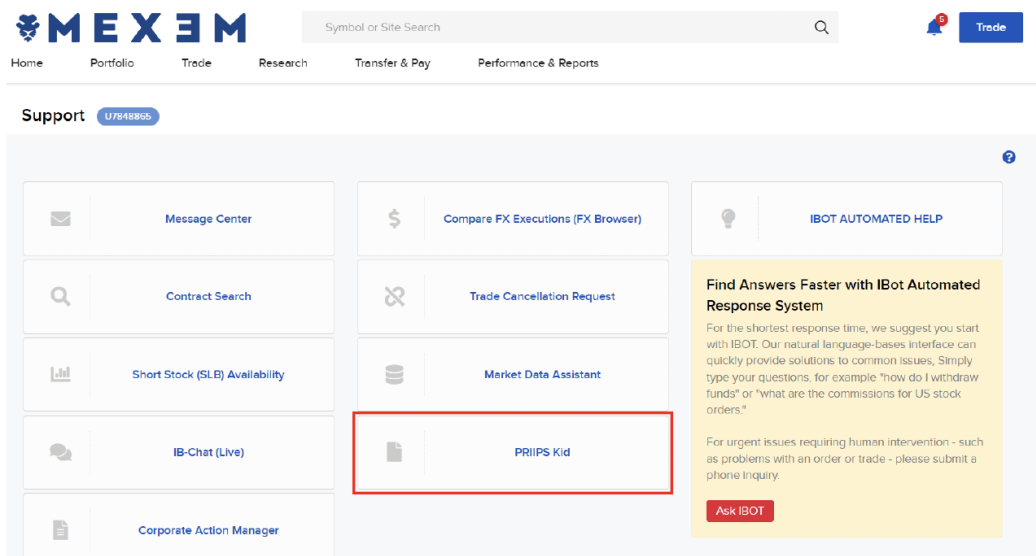 MEXEM
Symbol or Site Search
5
Trade
Home Portfolio Trade Research Transfer & Pay Performance & Reports
Support U7848865
?
Message Center
Compare FX Executions (FX Browser)
IBOT AUTOMATED HELP
Contract Search
Trade Cancellation Request
Short Stock (SLB) Availability
Market Data Assistant
IB-Chat (Live)
PRIIPS Kid
Corporate Action Manager
Find Answers Faster with IBot Automated
Response System
For the shortest response time, we suggest you start
with IBOT. Our natural language-bases interface can
quickly provide solutions to common issues, Simply
type your questions, for example "how do I withdraw
funds" or "what are the commissions for US stock
orders."
For urgent issues requiring human intervention - such
as problems with an order or trade - please submit a
phone inquiry.
Ask IBOT